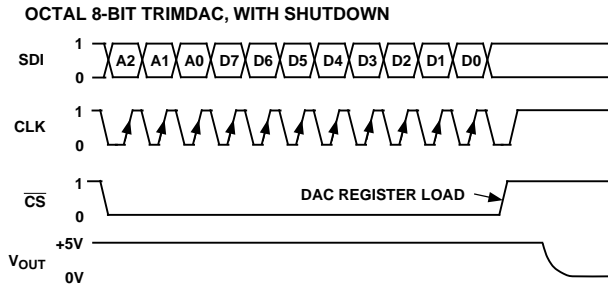 OCTAL 8-BIT TRIMDAC, WITH SHUTDOWN
SDI 1 0 A2 A1 A0 D7 D6 D5 D4 D3 D2 D1 D0
CLK 1 0
CS 1 0 DAC REGISTER LOAD
VOUT +5V 0V